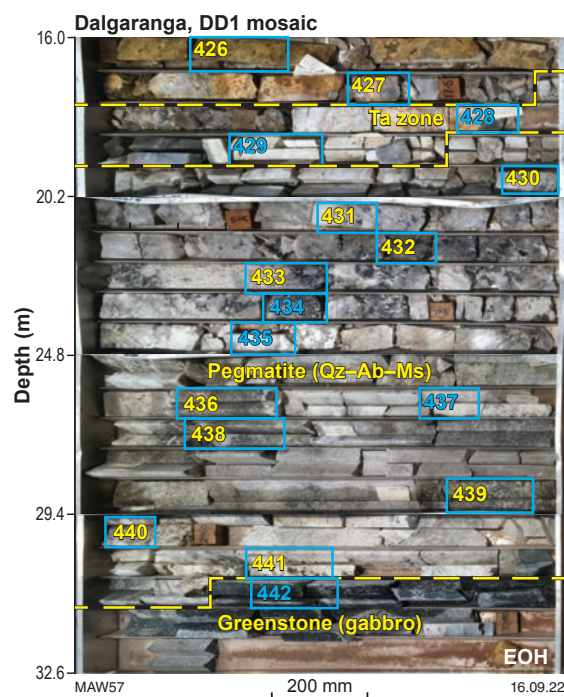 Dalgaranga, DD1 mosaic
16.0
426
427
Ta zone
428
429
430
20.2
431
432
433
434
435
24.8
Pegmatite (Qz–Ab–Ms)
436
437
438
439
29.4
440
441
442
Greenstone (gabbro)
EOH
32.6
Depth (m)
MAW57
200 mm
16.09.22